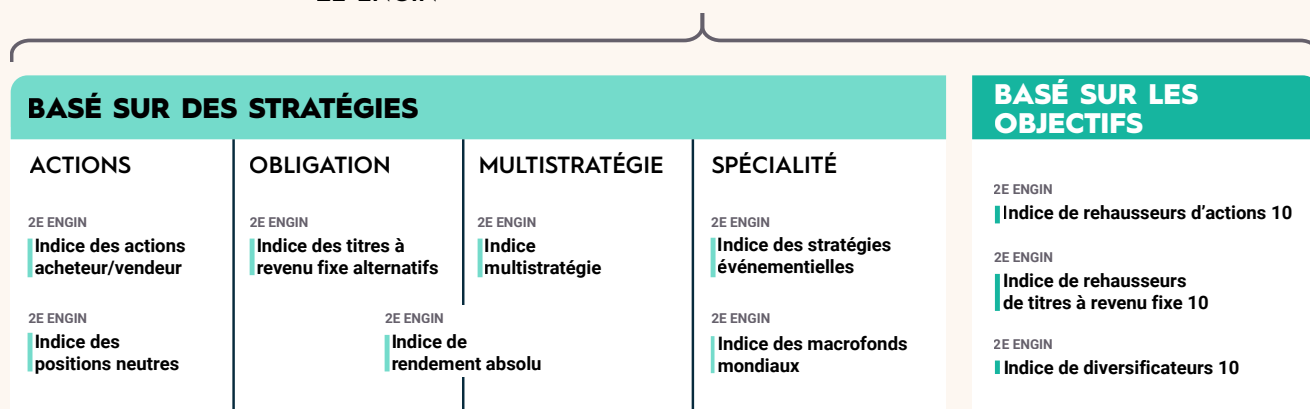 BASÉ SUR DES STRATÉGIES
ACTIONS
2E ENGIN
Indice des actions
acheteur/vendeur
2E ENGIN
Indice des
positions neutres
OBLIGATION
2E ENGIN
Indice des titres à
revenu fixe alternatifs
MULTISTRATÉGIE
2E ENGIN
Indice
multistratégie
2E ENGIN
Indice de
rendement absolu
SPÉCIALITÉ
2E ENGIN
Indice des stratégies
événementielles
2E ENGIN
Indice des macrofonds
mondiaux
BASÉ SUR LES
OBJECTIFS
2E ENGIN
Indice de rehausseurs d’actions 10
2E ENGIN
Indice de rehausseurs
de titres à revenu fixe 10
2E ENGIN
Indice de diversificateurs 10